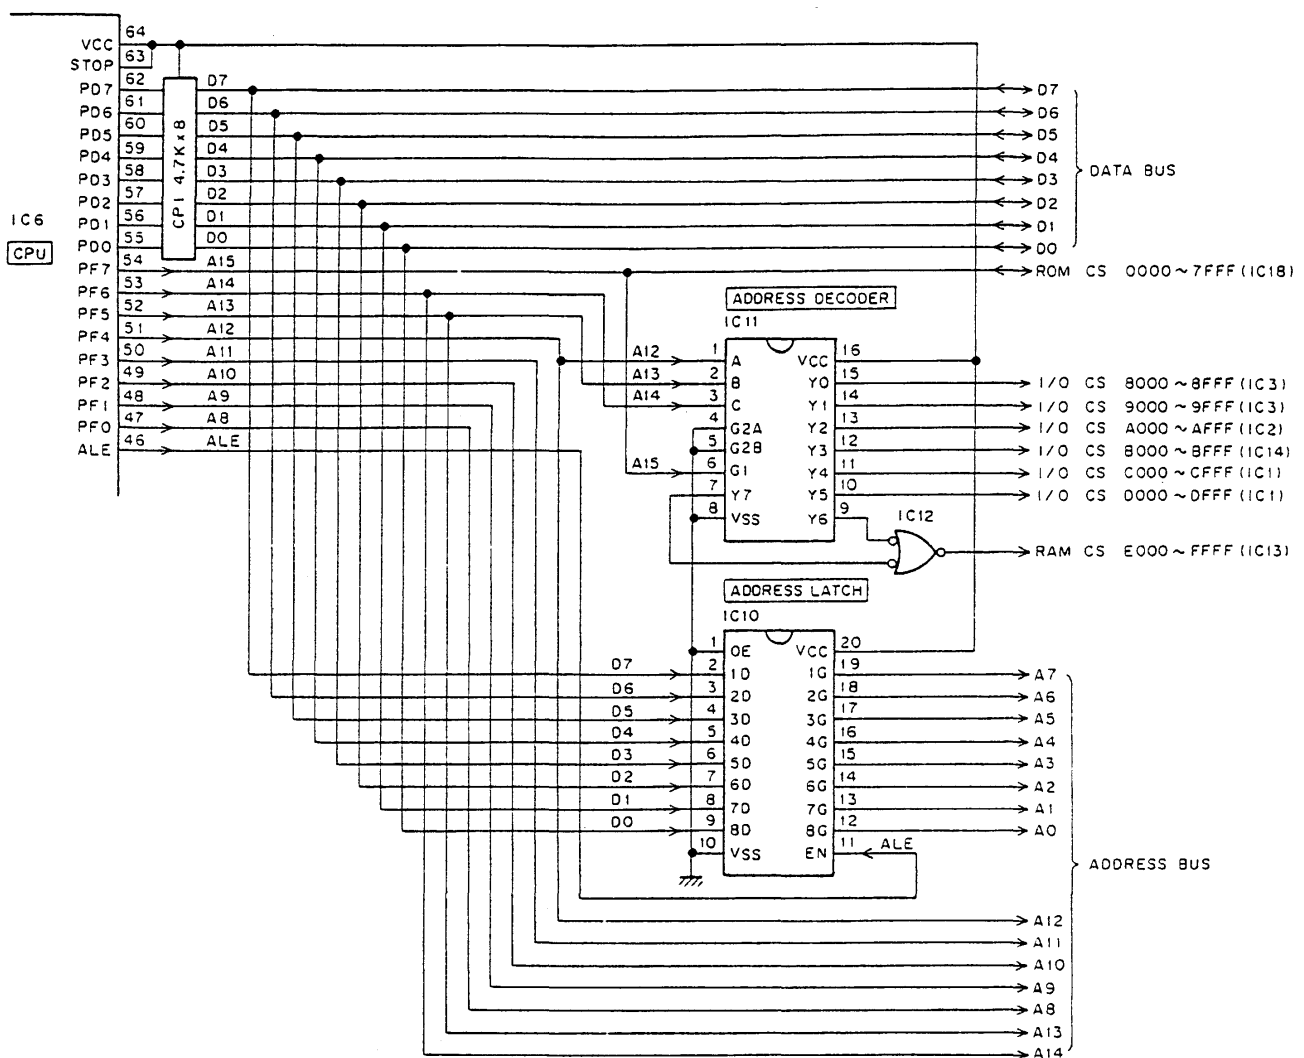 64
VCC
63
STOP
62
PD7
D7
61
PD6
D6
60
PD5
D5
59
PD4
D4
58
PD3
D3
57
PD2
D2
56
PD1
D1
55
PD0
D0
54
PF7
A15
53
PF6
A14
52
PF5
A13
51
PF4
A12
50
PF3
A11
49
PF2
A10
48
PF1
A9
47
PF0
A8
46
ALE
ALE
IC6
CPU
CP1 4.7K x 8
D7
D6
D5
D4
D3
D2
D1
D0
DATA BUS
ROM CS 0000~7FFF (IC18)
ADDRESS DECODER
IC11
A12 1 A VCC 16
A13 2 B Y0 15
A14 3 C Y1 14
4 G2A Y2 13
5 G2B Y3 12
A15 6 G1 Y4 11
7 Y7 Y5 10
8 VSS Y6 9
I/O CS 8000~8FFF (IC3)
I/O CS 9000~9FFF (IC3)
I/O CS A000~AFFF (IC2)
I/O CS B000~BFFF (IC14)
I/O CS C000~CFFF (IC1)
I/O CS D000~DFFF (IC1)
IC12
RAM CS E000~FFFF (IC13)
ADDRESS LATCH
IC10
1 OE VCC 20
D7 2 1D 1G 19 A7
D6 3 2D 2G 18 A6
D5 4 3D 3G 17 A5
D4 5 4D 4G 16 A4
D3 6 5D 5G 15 A3
D2 7 6D 6G 14 A2
D1 8 7D 7G 13 A1
D0 9 8D 8G 12 A0
10 VSS EN 11 ALE
ADDRESS BUS
A12
A11
A10
A9
A8
A13
A14